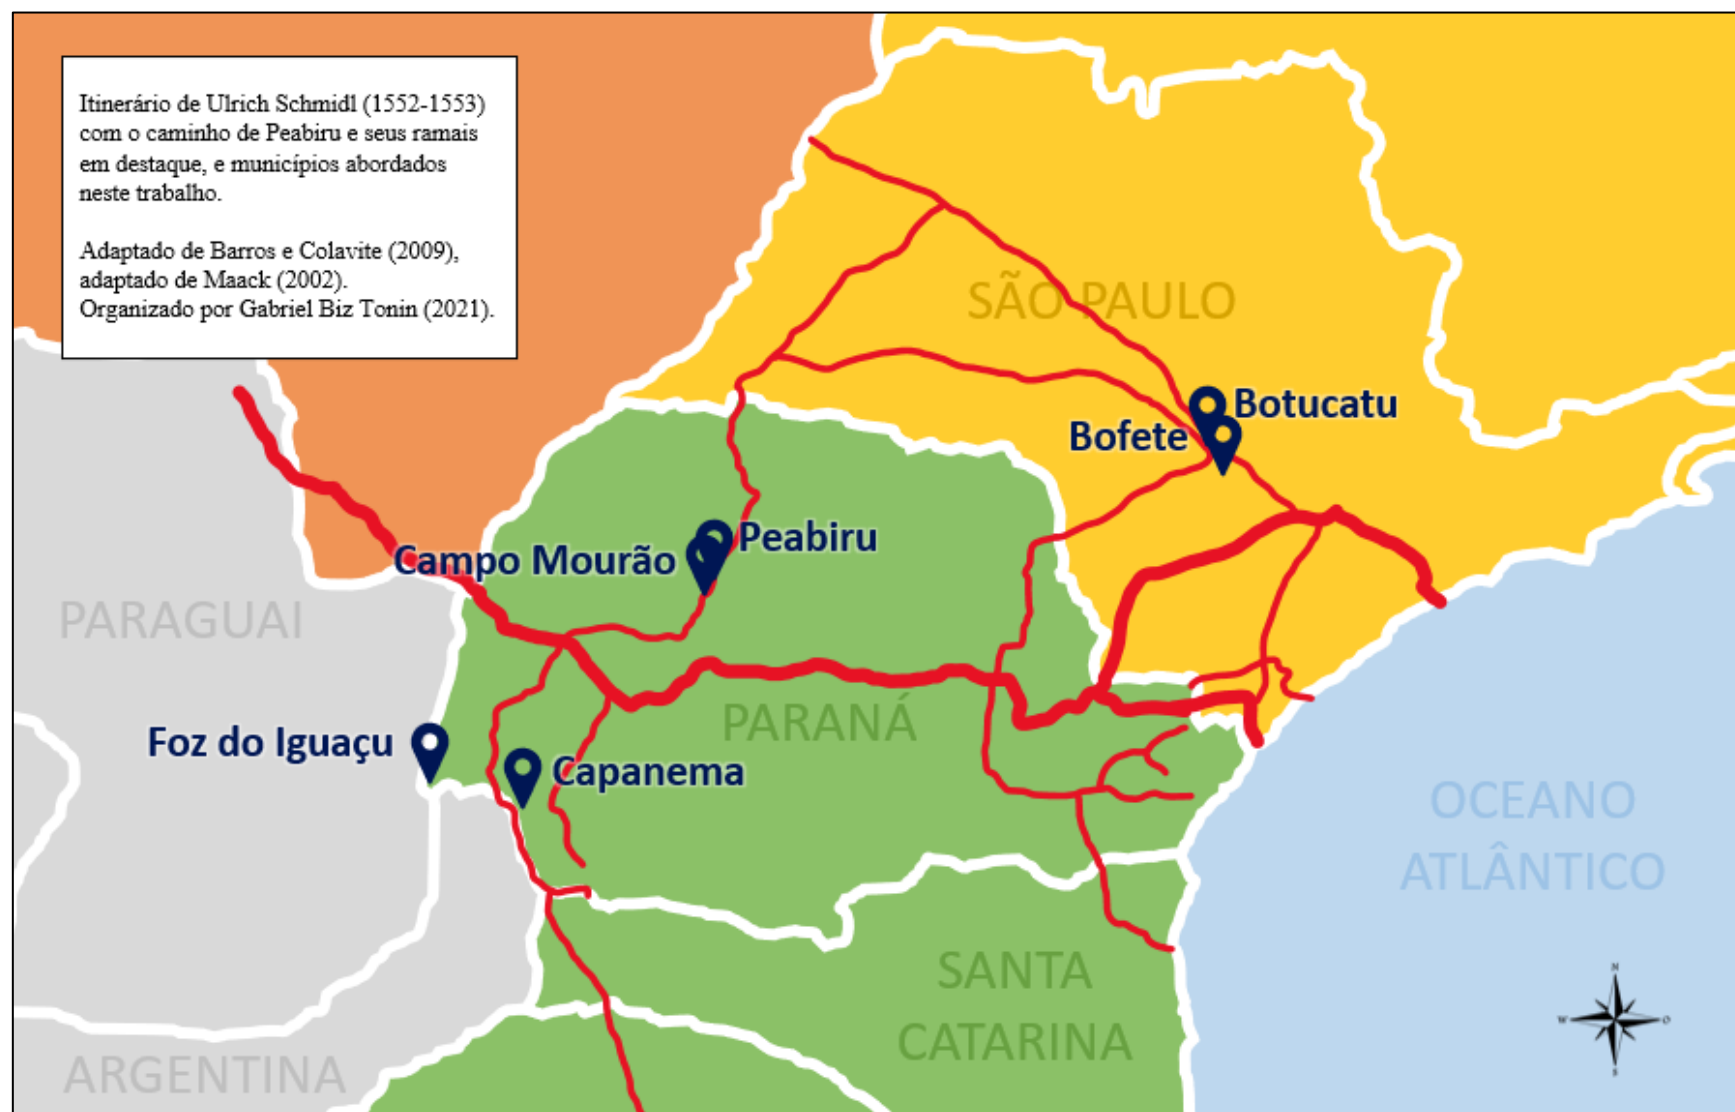 Itinerário de Ulrich Schmidl (1552-1553)
com o caminho de Peabiru e seus ramais
em destaque, e municípios abordados
neste trabalho.
Adaptado de Barros e Colavite (2009),
adaptado de Maack (2002).
Organizado por Gabriel Biz Tonin (2021).
SÃO PAULO
Botucatu
Bofete
Peabiru
Campo Mourão
PARAGUAI
PARANÁ
Foz do Iguaçu
Capanema
OCEANO
ATLÂNTICO
SANTA
CATARINA
ARGENTINA
N
W
O
S